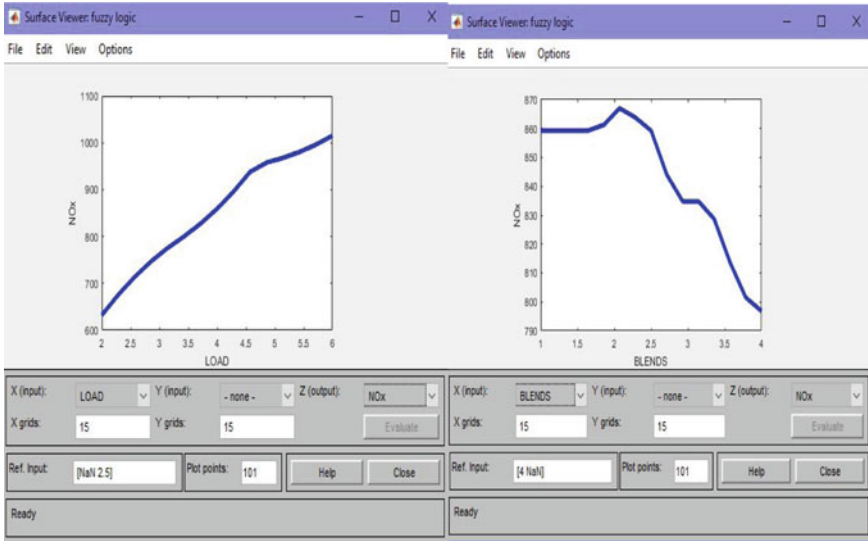 Surface Viewer: fuzzy logic
File Edit View Options
1100
1000
900
800
700
600
NOx
2 2.5 3 3.5 4 4.5 5 5.5 6
LOAD
X (input): LOAD Y (input): - none - Z (output): NOx
X grids: 15 Y grids: 15 Evaluate
Ref. Input: [NaN 2.5] Plot points: 101 Help Close
Ready
Surface Viewer: fuzzy logic
File Edit View Options
870
860
850
840
830
820
810
800
790
NOx
1 1.5 2 2.5 3 3.5 4
BLENDS
X (input): BLENDS Y (input): - none - Z (output): NOx
X grids: 15 Y grids: 15 Evaluate
Ref. Input: [4 NaN] Plot points: 101 Help Close
Ready